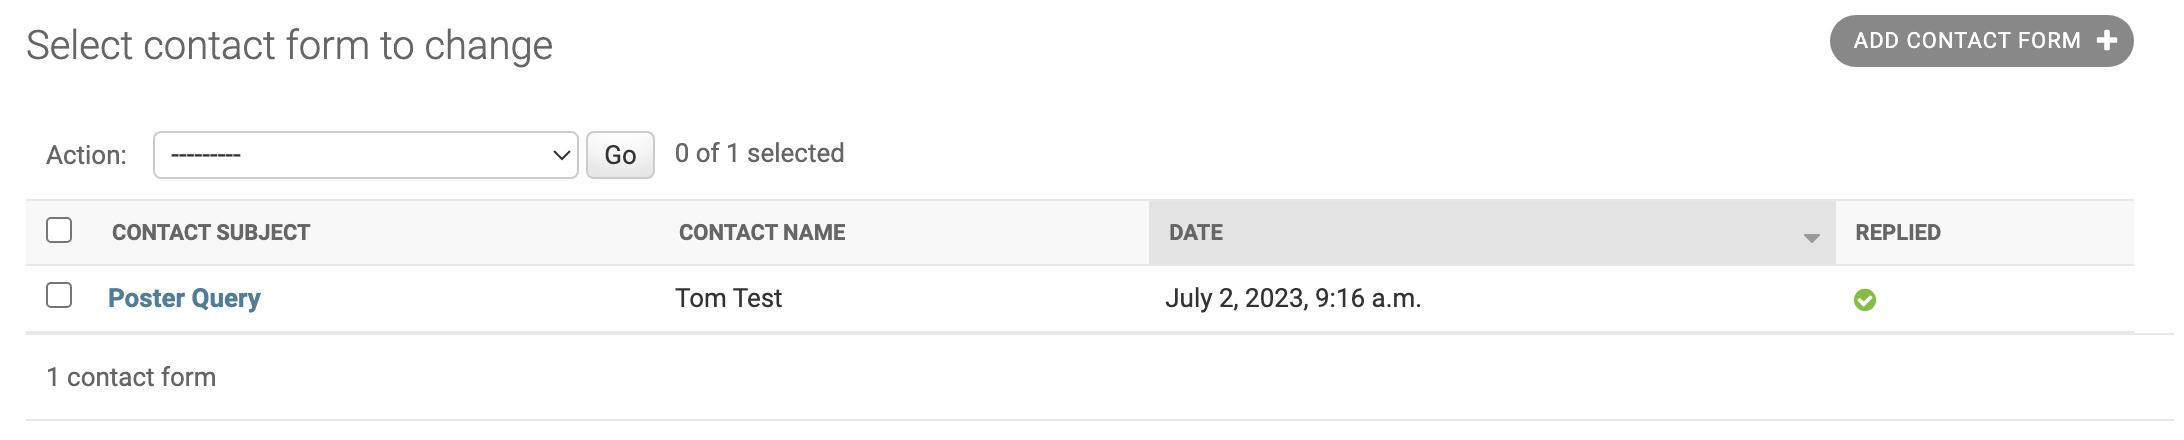 Select contact form to change
ADD CONTACT FORM
Action: --------- Go 0 of 1 selected
CONTACT SUBJECT CONTACT NAME DATE REPLIED
Poster Query Tom Test July 2, 2023, 9:16 a.m.
1 contact form